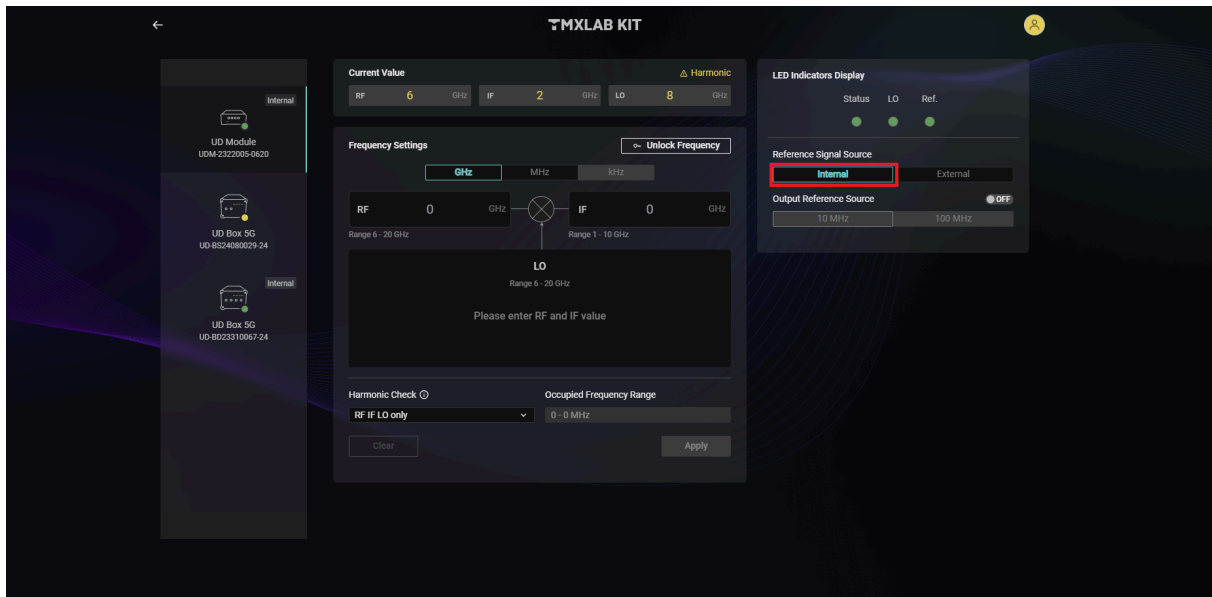 TMXLAB KIT
Internal
UD Module
UDM-2322005-0620
UD Box 5G
UD-BS24080029-24
Internal
UD Box 5G
UD-BD23310067-24
Current Value
Harmonic
RF 6 GHz IF 2 GHz LO 8 GHz
Frequency Settings
Unlock Frequency
GHz MHz kHz
RF 0 GHz IF 0 GHz
Range 6 - 20 GHz Range 1 - 10 GHz
LO
Range 6 - 20 GHz
Please enter RF and IF value
Harmonic Check Occupied Frequency Range
RF IF LO only 0 - 0 MHz
Clear Apply
LED Indicators Display
Status LO Ref.
Reference Signal Source
Internal External
Output Reference Source OFF
10 MHz 100 MHz